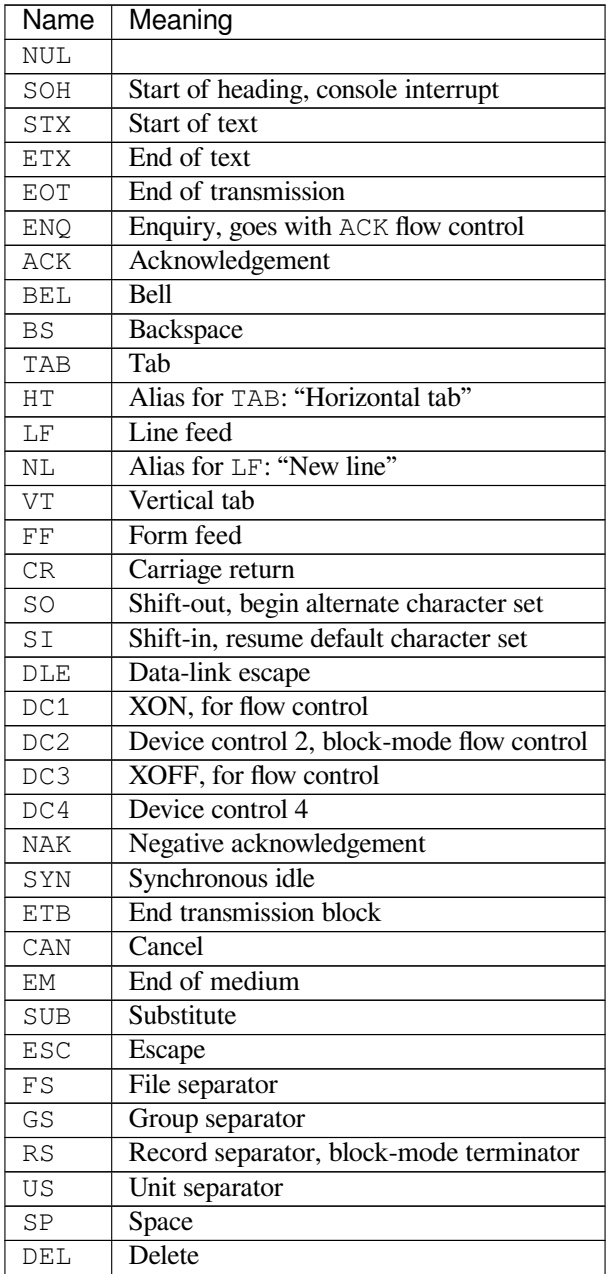 Name Meaning
NUL
SOH Start of heading, console interrupt
STX Start of text
ETX End of text
EOT End of transmission
ENQ Enquiry, goes with ACK flow control
ACK Acknowledgement
BEL Bell
BS Backspace
TAB Tab
HT Alias for TAB: “Horizontal tab”
LF Line feed
NL Alias for LF: “New line”
VT Vertical tab
FF Form feed
CR Carriage return
SO Shift-out, begin alternate character set
SI Shift-in, resume default character set
DLE Data-link escape
DC1 XON, for flow control
DC2 Device control 2, block-mode flow control
DC3 XOFF, for flow control
DC4 Device control 4
NAK Negative acknowledgement
SYN Synchronous idle
ETB End transmission block
CAN Cancel
EM End of medium
SUB Substitute
ESC Escape
FS File separator
GS Group separator
RS Record separator, block-mode terminator
US Unit separator
SP Space
DEL Delete